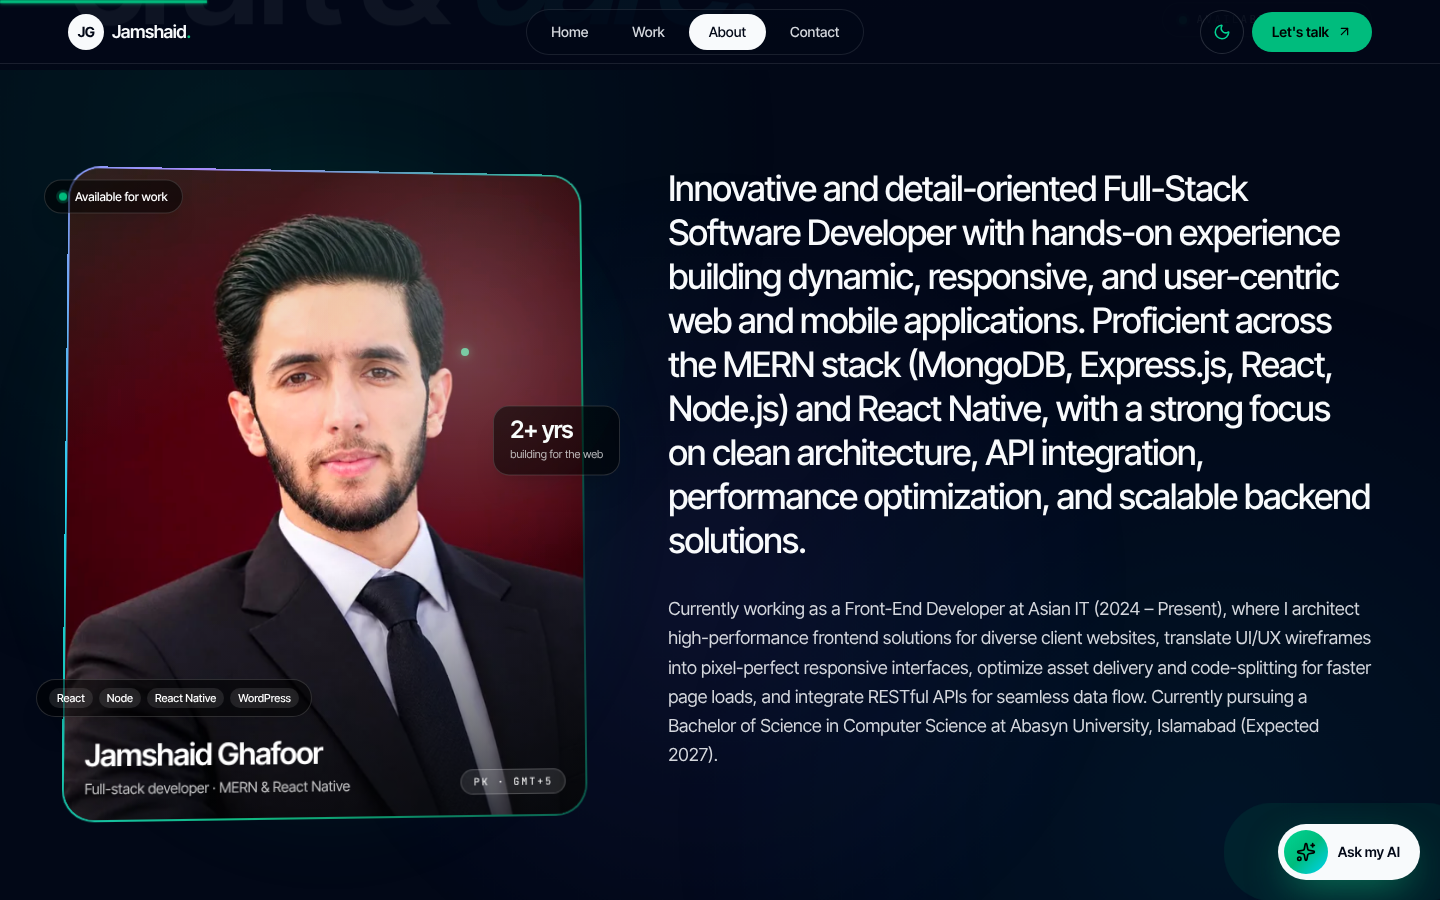 craft & care.
JG Jamshaid.
Home Work About Contact
Let's talk
Available for work
2+ yrs
building for the web
React Node React Native WordPress
Jamshaid Ghafoor
Full-stack developer · MERN & React Native
PK · GMT+5
Innovative and detail-oriented Full-Stack
Software Developer with hands-on experience
building dynamic, responsive, and user-centric
web and mobile applications. Proficient across
the MERN stack (MongoDB, Express.js, React,
Node.js) and React Native, with a strong focus
on clean architecture, API integration,
performance optimization, and scalable backend
solutions.
Currently working as a Front-End Developer at Asian IT (2024 – Present), where I architect
high-performance frontend solutions for diverse client websites, translate UI/UX wireframes
into pixel-perfect responsive interfaces, optimize asset delivery and code-splitting for faster
page loads, and integrate RESTful APIs for seamless data flow. Currently pursuing a
Bachelor of Science in Computer Science at Abasyn University, Islamabad (Expected
2027).
Ask my AI